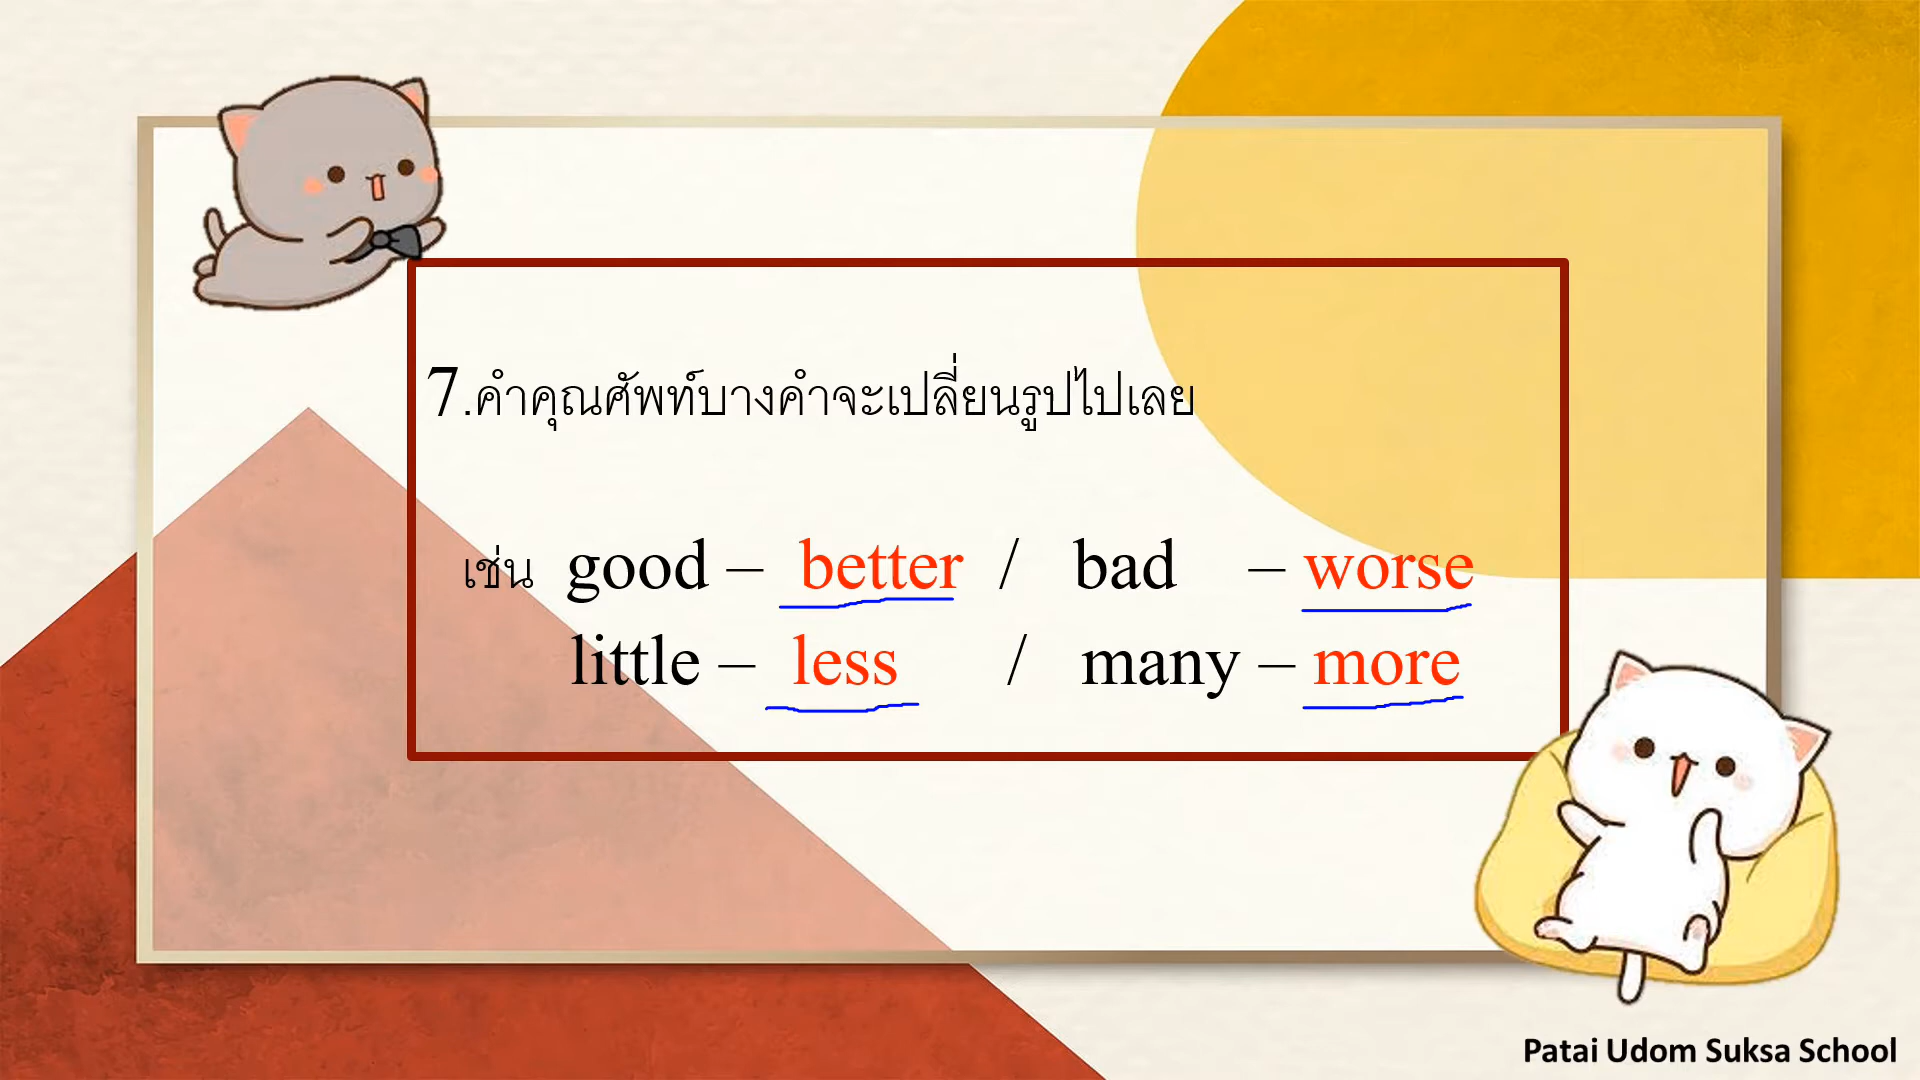 7.คำคุณศัพท์บางคำจะเปลี่ยนรูปไปเลย
เช่น good – better / bad – worse
little – less / many – more
Patai Udom Suksa School